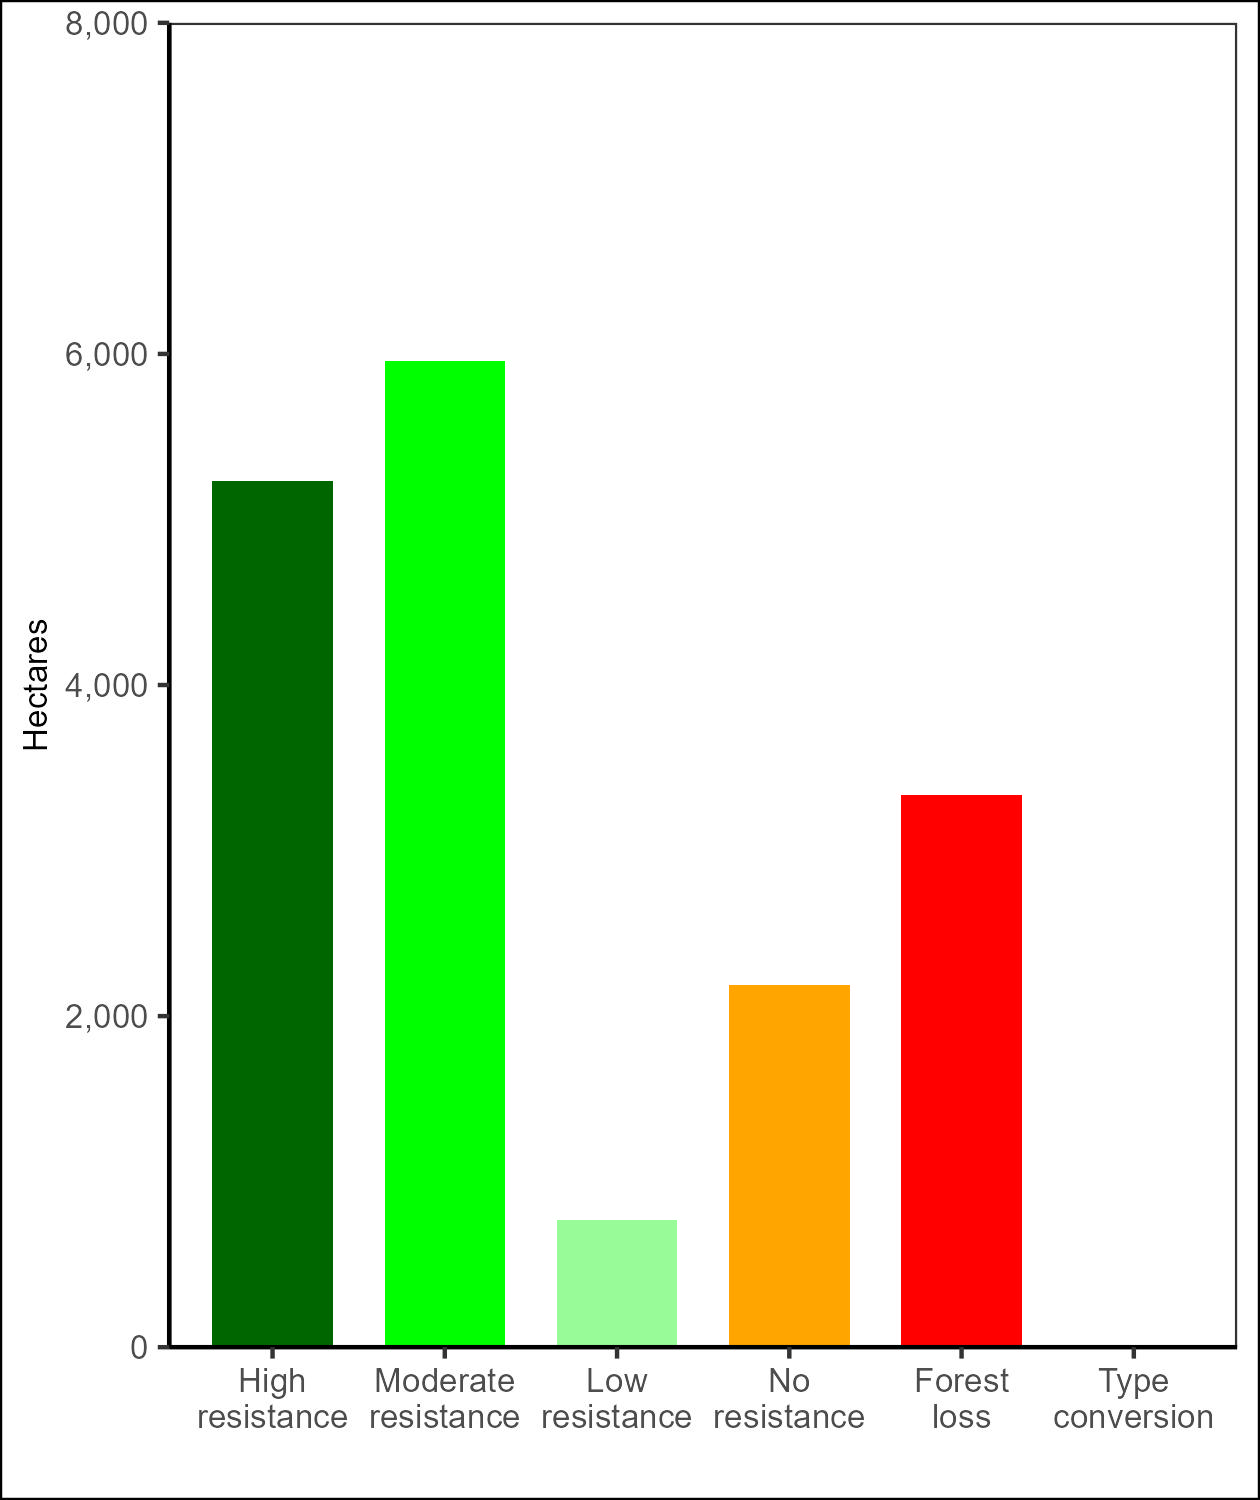 8,000
6,000
4,000
2,000
0
Hectares
High
resistance
Moderate
resistance
Low
resistance
No
resistance
Forest
loss
Type
conversion